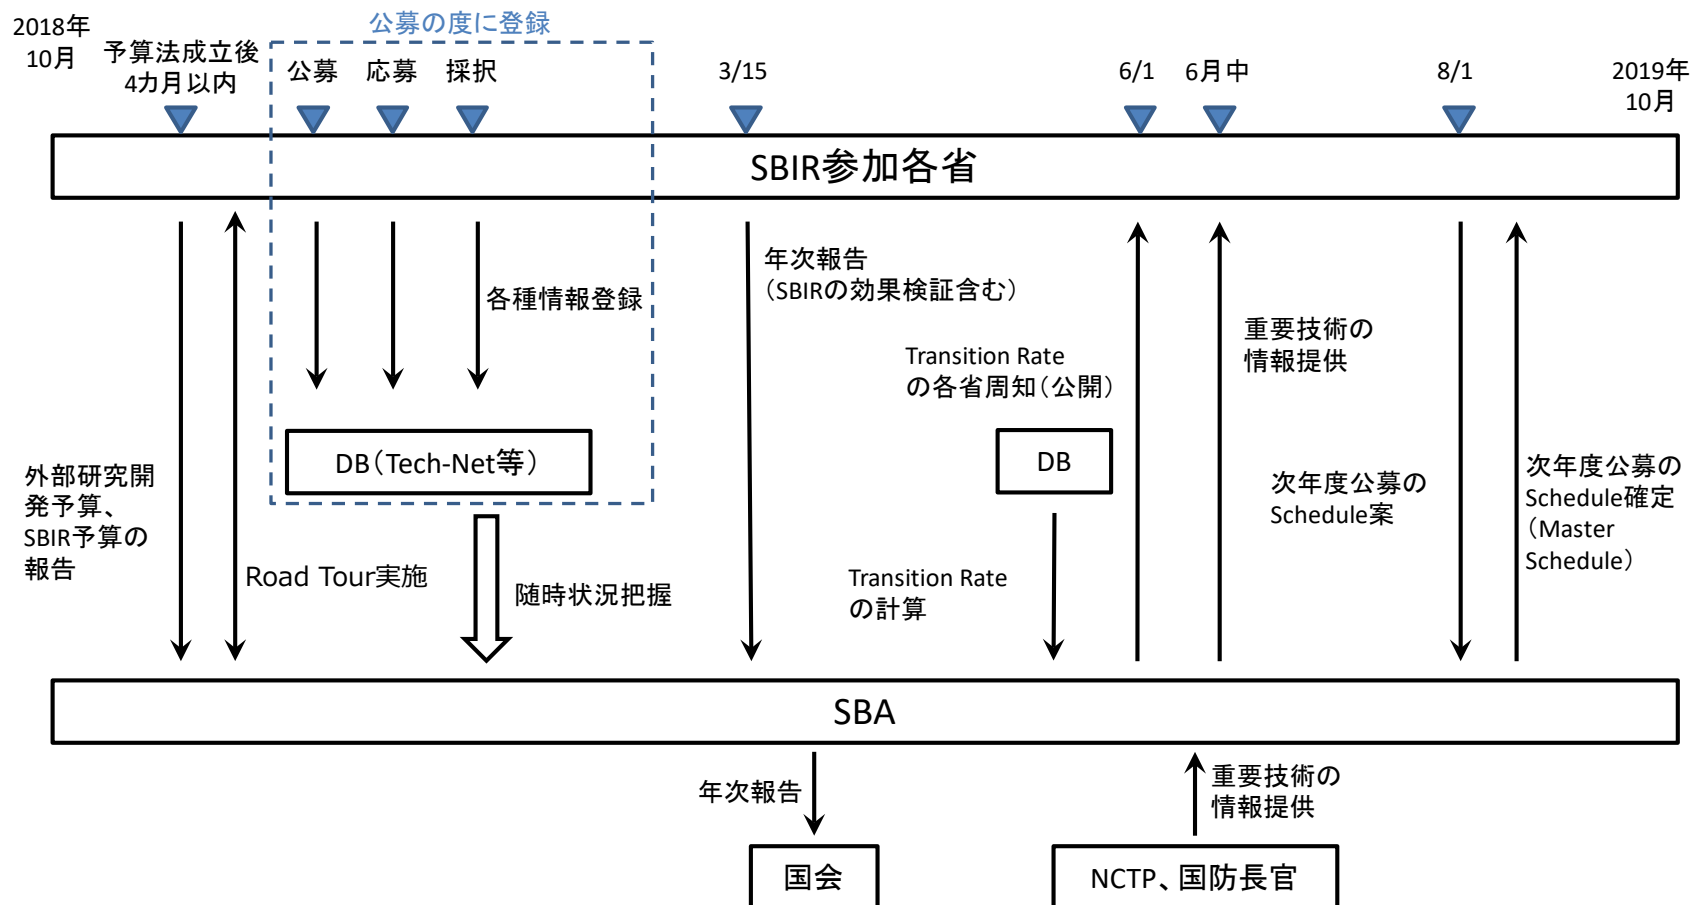 公募の度に登録
2018年
10月
予算法成立後
4カ月以内
公募
応募
採択
3/15
6/1
6月中
8/1
2019年
10月
SBIR参加各省
年次報告
（SBIRの効果検証含む）
各種情報登録
重要技術の
情報提供
Transition Rate
の各省周知（公開）
DB（Tech-Net等）
DB
外部研究開
発予算、
SBIR予算の
報告
次年度公募の
Schedule案
次年度公募の
Schedule確定
（Master
Schedule）
Road Tour実施
随時状況把握
Transition Rate
の計算
SBA
年次報告
重要技術の
情報提供
国会
NCTP、国防長官